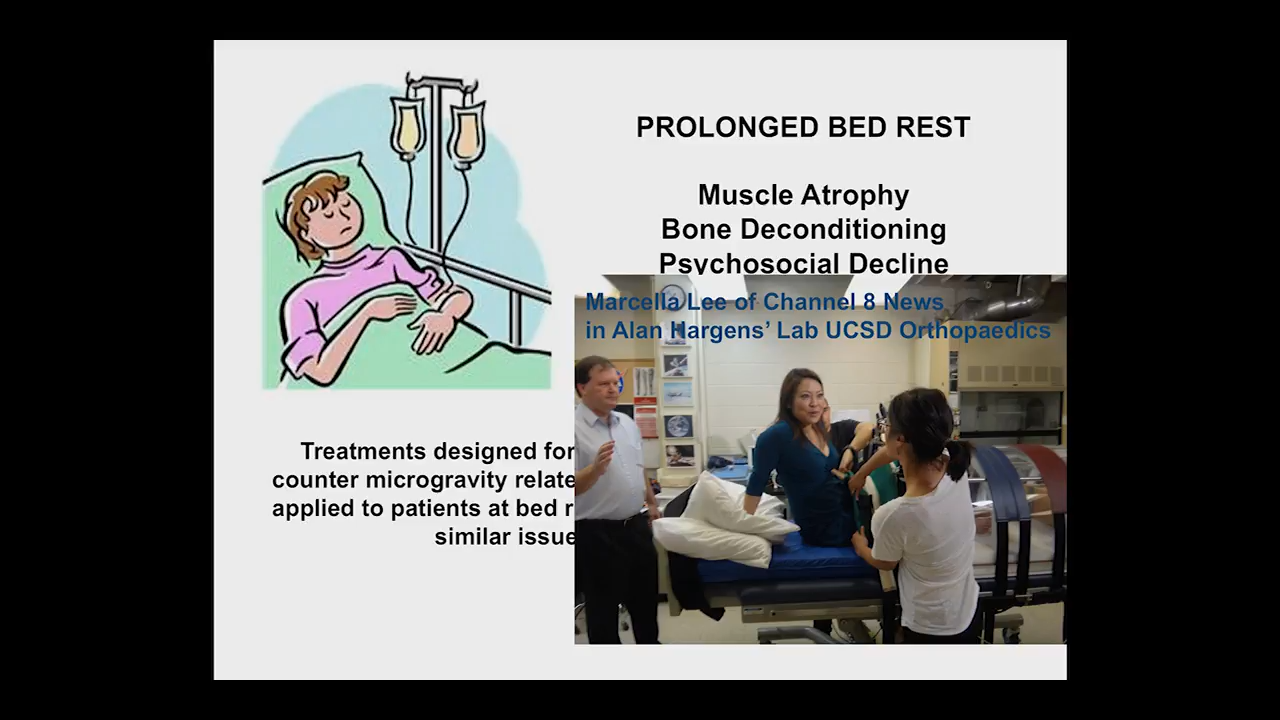 PROLONGED BED REST
Muscle Atrophy
Bone Deconditioning
Psychosocial Decline
Marcella Lee of Channel 8 News
in Alan Hargens’ Lab UCSD Orthopaedics
Treatments designed for
counter microgravity relate
applied to patients at bed r
similar issue